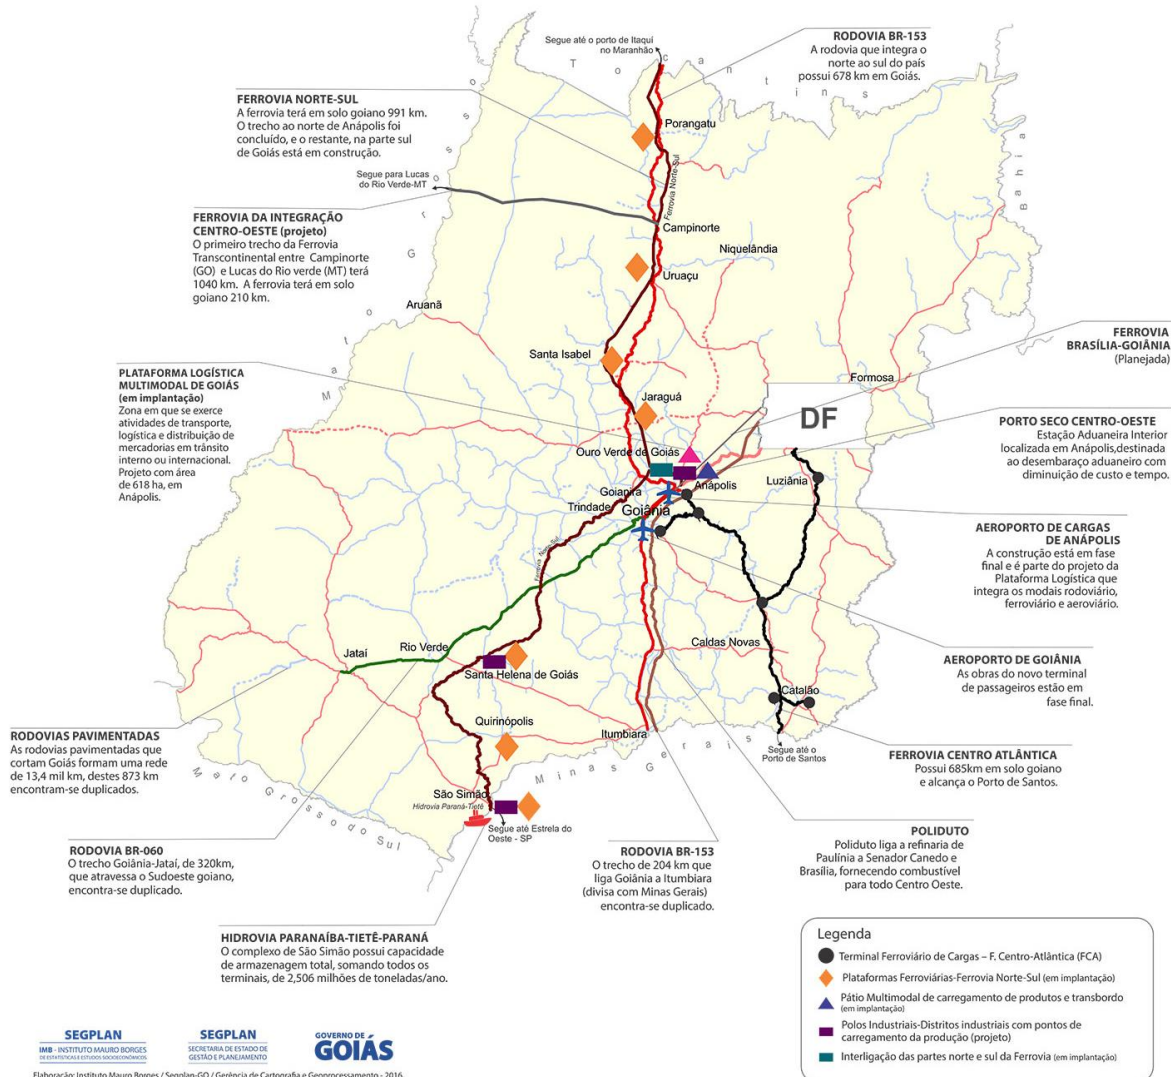 Segue até o porto de Itaqui
no Maranhão
RODOVIA BR-153
A rodovia que integra o
norte ao sul do país
possui 678 km em Goiás.
Tocantins
FERROVIA NORTE-SUL
A ferrovia terá em solo goiano 991 km.
O trecho ao norte de Anápolis foi
concluído, e o restante, na parte sul
de Goiás está em construção.
Porangatu
Bahia
Ferrovia Norte-Sul
Segue para Lucas
do Rio Verde-MT
FERROVIA DA INTEGRAÇÃO
CENTRO-OESTE (projeto)
O primeiro trecho da Ferrovia
Transcontinental entre Campinorte
(GO) e Lucas do Rio verde (MT) terá
1040 km. A ferrovia terá em solo
goiano 210 km.
Mato Grosso
Campinorte
Niquelândia
Uruaçu
Aruanã
FERROVIA
BRASÍLIA-GOIÂNIA
(Planejada)
Santa Isabel
PLATAFORMA LOGÍSTICA
MULTIMODAL DE GOIÁS
(em implantação)
Zona em que se exerce
atividades de transporte,
logística e distribuição de
mercadorias em trânsito
interno ou internacional.
Projeto com área
de 618 ha, em
Anápolis.
Formosa
Jaraguá
DF
PORTO SECO CENTRO-OESTE
Estação Aduaneira Interior
localizada em Anápolis,destinada
ao desembaraço aduaneiro com
diminuição de custo e tempo.
Ouro Verde de Goiás
Anápolis
Luziânia
Goianira
Trindade
Goiânia
AEROPORTO DE CARGAS
DE ANÁPOLIS
A construção está em fase
final e é parte do projeto da
Plataforma Logística que
integra os modais rodoviário,
ferroviário e aeroviário.
Ferrovia Norte-Sul
Rio Verde
Jataí
Caldas Novas
Santa Helena de Goiás
AEROPORTO DE GOIÂNIA
As obras do novo terminal
de passageiros estão em
fase final.
Catalão
Quirinópolis
Itumbiara
RODOVIAS PAVIMENTADAS
As rodovias pavimentadas que
cortam Goiás formam uma rede
de 13,4 mil km, destes 873 km
encontram-se duplicados.
Minas Gerais
Segue até o
Porto de Santos
FERROVIA CENTRO ATLÂNTICA
Possui 685km em solo goiano
e alcança o Porto de Santos.
Mato Grosso do Sul
São Simão
Hidrovia Paraná-Tietê
Segue até Estrela do
Oeste - SP
RODOVIA BR-060
O trecho Goiânia-Jataí, de 320km,
que atravessa o Sudoeste goiano,
encontra-se duplicado.
RODOVIA BR-153
O trecho de 204 km que
liga Goiânia a Itumbiara
(divisa com Minas Gerais)
encontra-se duplicado.
POLIDUTO
Poliduto liga a refinaria de
Paulínia a Senador Canedo e
Brasília, fornecendo combustível
para todo Centro Oeste.
HIDROVIA PARANAÍBA-TIETÊ-PARANÁ
O complexo de São Simão possui capacidade
de armazenagem total, somando todos os
terminais, de 2,506 milhões de toneladas/ano.
Legenda
Terminal Ferroviário de Cargas – F. Centro-Atlântica (FCA)
Plataformas Ferroviárias-Ferrovia Norte-Sul (em implantação)
Pátio Multimodal de carregamento de produtos e transbordo
(em implantação)
Polos Industriais-Distritos industriais com pontos de
carregamento da produção (projeto)
Interligação das partes norte e sul da Ferrovia (em implantação)
SEGPLAN
IMB - INSTITUTO MAURO BORGES
DE ESTATÍSTICAS E ESTUDOS SOCIOECONÔMICOS
SEGPLAN
SECRETARIA DE ESTADO DE
GESTÃO E PLANEJAMENTO
GOVERNO DE
GOIÁS
Elaboração: Instituto Mauro Borges / Segplan-GO / Gerência de Cartografia e Geoprocessamento - 2016